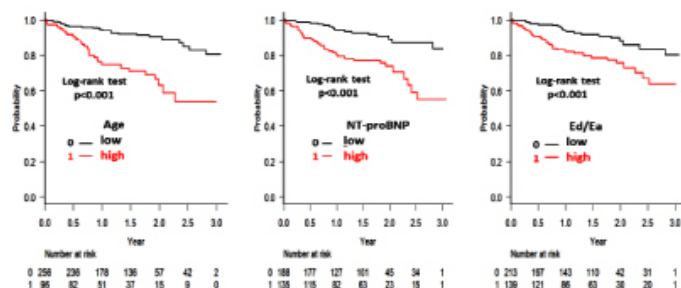 1.0
0.8
0.6
0.4
0.2
0.0
Probability
Log-rank test
p<0.001
Age
0 — low
1 — high
0.0 0.5 1.0 1.5 2.0 2.5 3.0
Year
Number at risk
0 256 236 178 136 57 42 2
1 96 82 51 37 15 9 0
1.0
0.8
0.6
0.4
0.2
0.0
Probability
Log-rank test
p<0.001
NT-proBNP
0 — low
1 — high
0.0 0.5 1.0 1.5 2.0 2.5 3.0
Year
Number at risk
0 188 177 127 101 45 34 1
1 135 115 82 63 23 15 1
1.0
0.8
0.6
0.4
0.2
0.0
Probability
Log-rank test
p<0.001
Ed/Ea
0 — low
1 — high
0.0 0.5 1.0 1.5 2.0 2.5 3.0
Year
Number at risk
0 213 197 143 110 42 31 1
1 139 121 86 63 30 20 1